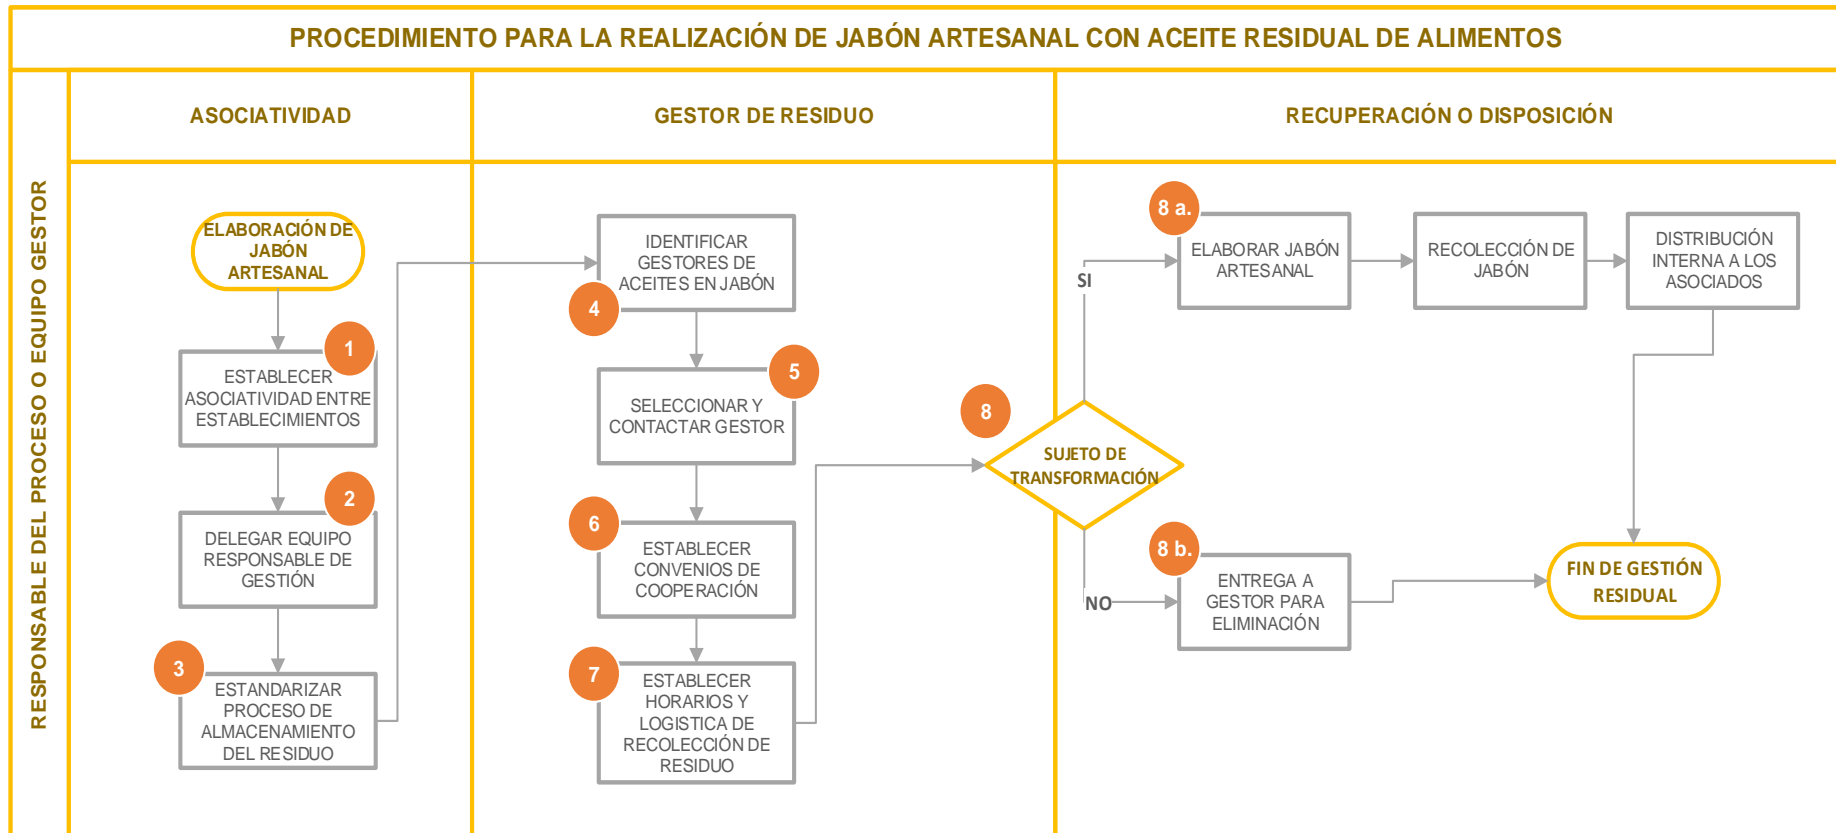 PROCEDIMIENTO PARA LA REALIZACIÓN DE JABÓN ARTESANAL CON ACEITE RESIDUAL DE ALIMENTOS
RESPONSABLE DEL PROCESO O EQUIPO GESTOR
ASOCIATIVIDAD
GESTOR DE RESIDUO
RECUPERACIÓN O DISPOSICIÓN
ELABORACIÓN DE
JABÓN
ARTESANAL
1
ESTABLECER
ASOCIATIVIDAD ENTRE
ESTABLECIMIENTOS
2
DELEGAR EQUIPO
RESPONSABLE DE
GESTIÓN
3
ESTANDARIZAR
PROCESO DE
ALMACENAMIENTO
DEL RESIDUO
IDENTIFICAR
GESTORES DE
ACEITES EN JABÓN
4
5
SELECCIONAR Y
CONTACTAR GESTOR
6
ESTABLECER
CONVENIOS DE
COOPERACIÓN
7
ESTABLECER
HORARIOS Y
LOGISTICA DE
RECOLECCIÓN DE
RESIDUO
8
SUJETO DE
TRANSFORMACIÓN
SI
8 a.
ELABORAR JABÓN
ARTESANAL
RECOLECCIÓN DE
JABÓN
DISTRIBUCIÓN
INTERNA A LOS
ASOCIADOS
NO
8 b.
ENTREGA A
GESTOR PARA
ELIMINACIÓN
FIN DE GESTIÓN
RESIDUAL